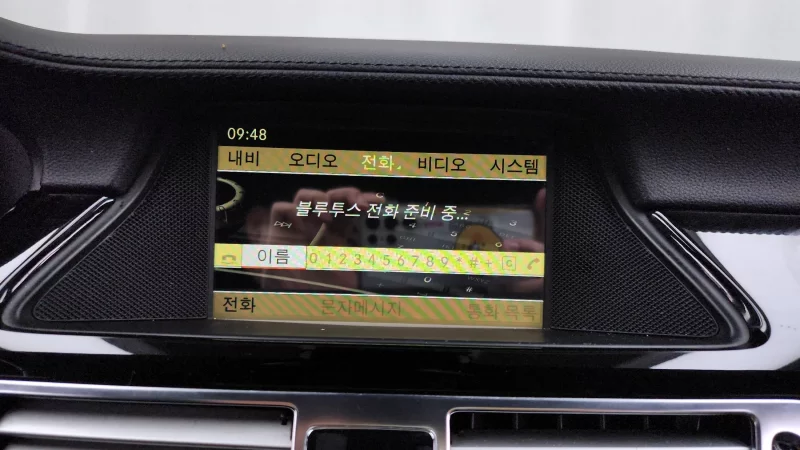 09:48
내비 오디오 전화 비디오 시스템
블루투스 전화 준비 중...
이름 0 1 2 3 4 5 6 7 8 9 * # + C
전화 문자메시지 통화 목록